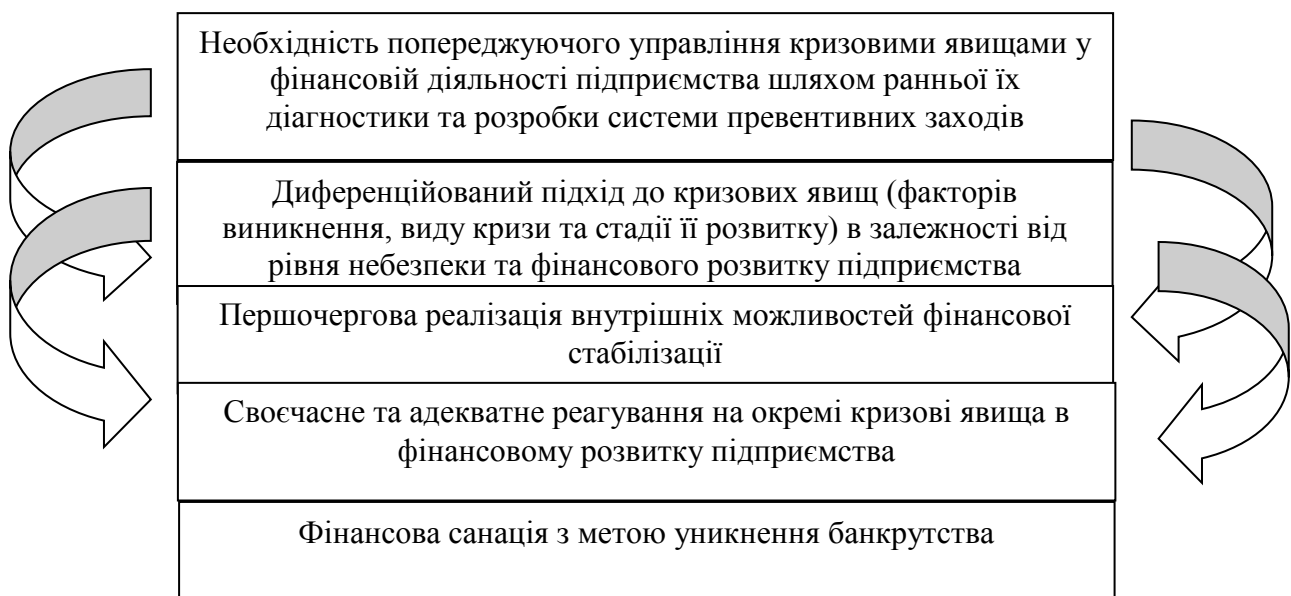 Необхідність попереджуючого управління кризовими явищами у
фінансовій діяльності підприємства шляхом ранньої їх
діагностики та розробки системи превентивних заходів
Диференційований підхід до кризових явищ (факторів
виникнення, виду кризи та стадії її розвитку) в залежності від
рівня небезпеки та фінансового розвитку підприємства
Першочергова реалізація внутрішніх можливостей фінансової
стабілізації
Своєчасне та адекватне реагування на окремі кризові явища в
фінансовому розвитку підприємства
Фінансова санація з метою уникнення банкрутства